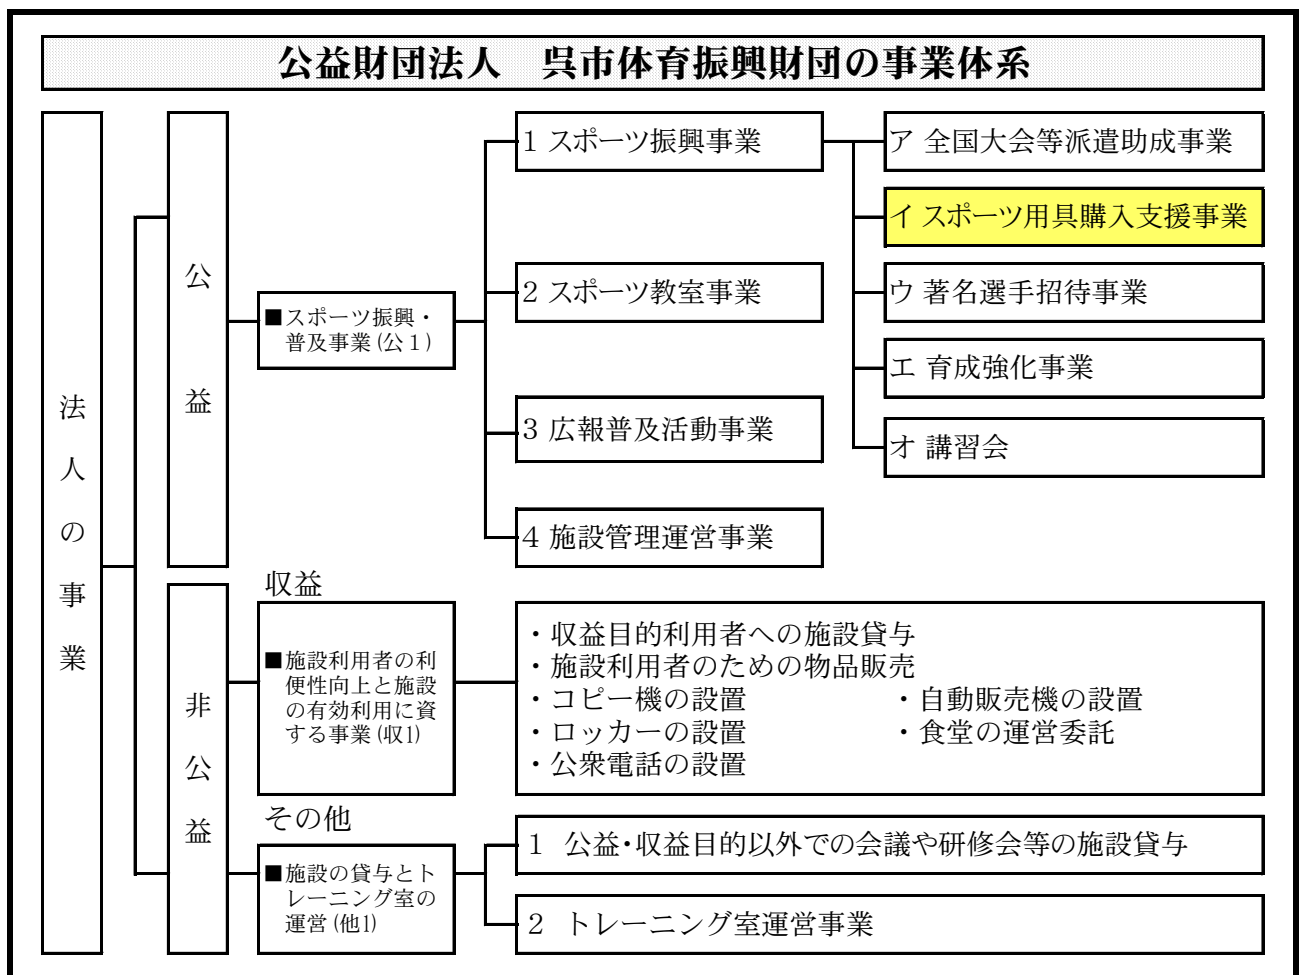 公益財団法人　呉市体育振興財団の事業体系
法人の事業
公益
■スポーツ振興・
普及事業(公１)
１ スポーツ振興事業
ア 全国大会等派遣助成事業
イ スポーツ用具購入支援事業
ウ 著名選手招待事業
エ 育成強化事業
オ 講習会
２ スポーツ教室事業
３ 広報普及活動事業
４ 施設管理運営事業
非公益
収益
■施設利用者の利
便性向上と施設
の有効利用に資
する事業(収1)
・収益目的利用者への施設貸与
・施設利用者のための物品販売
・コピー機の設置　・自動販売機の設置
・ロッカーの設置　・食堂の運営委託
・公衆電話の設置
その他
■施設の貸与とト
レーニング室の
運営(他1)
１　公益・収益目的以外での会議や研修会等の施設貸与
２　トレーニング室運営事業